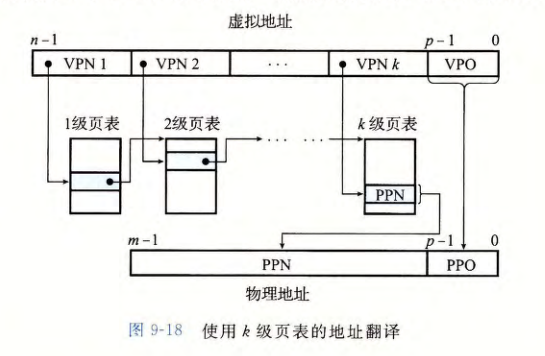 虚拟地址
n-1 p-1 0
VPN 1 VPN 2 ... VPN k VPO
1级页表 2级页表 ... ... k 级页表
PPN
m-1 p-1 0
PPN PPO
物理地址
图 9-18 使用 k 级页表的地址翻译